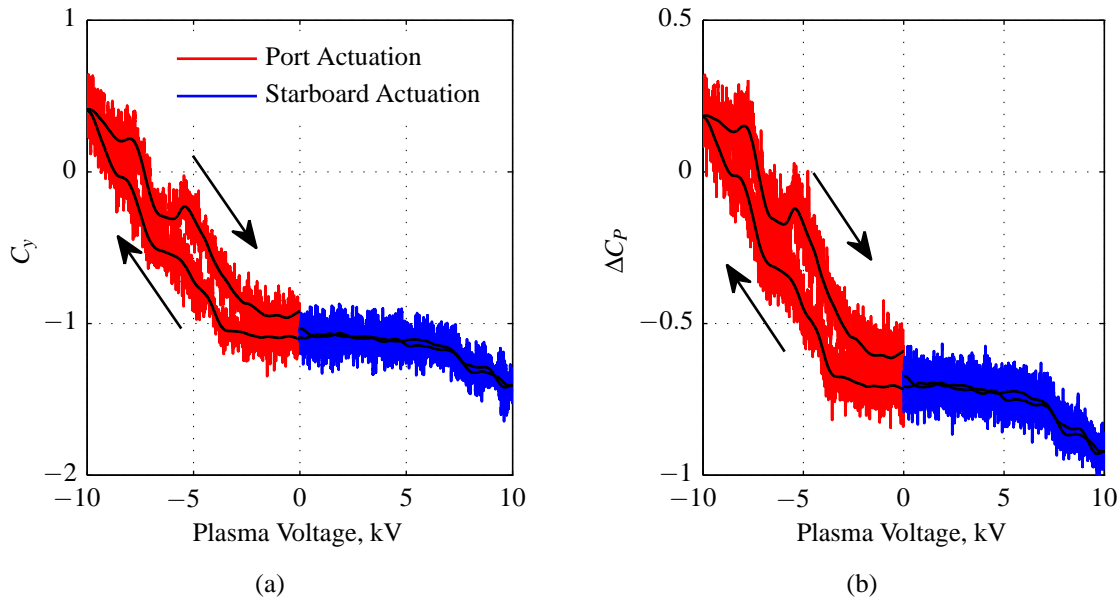 1
0
−1
−2
−10
−5
0
5
10
C_y
Plasma Voltage, kV
Port Actuation
Starboard Actuation
(a)
0.5
0
−0.5
−1
−10
−5
0
5
10
ΔC_P
Plasma Voltage, kV
(b)